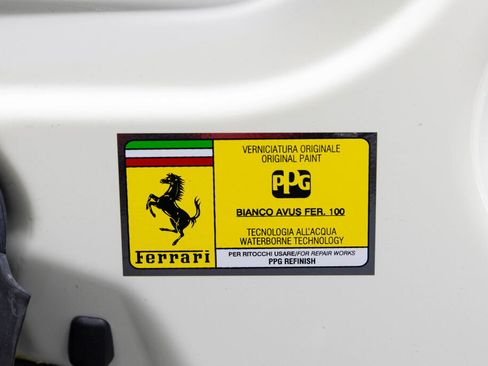 VERNICIATURA ORIGINALE
ORIGINAL PAINT
PPG
BIANCO AVUS FER. 100
TECNOLOGIA ALL'ACQUA
WATERBORNE TECHNOLOGY
Ferrari
PER RITOCCHI USARE/FOR REPAIR WORKS
PPG REFINISH